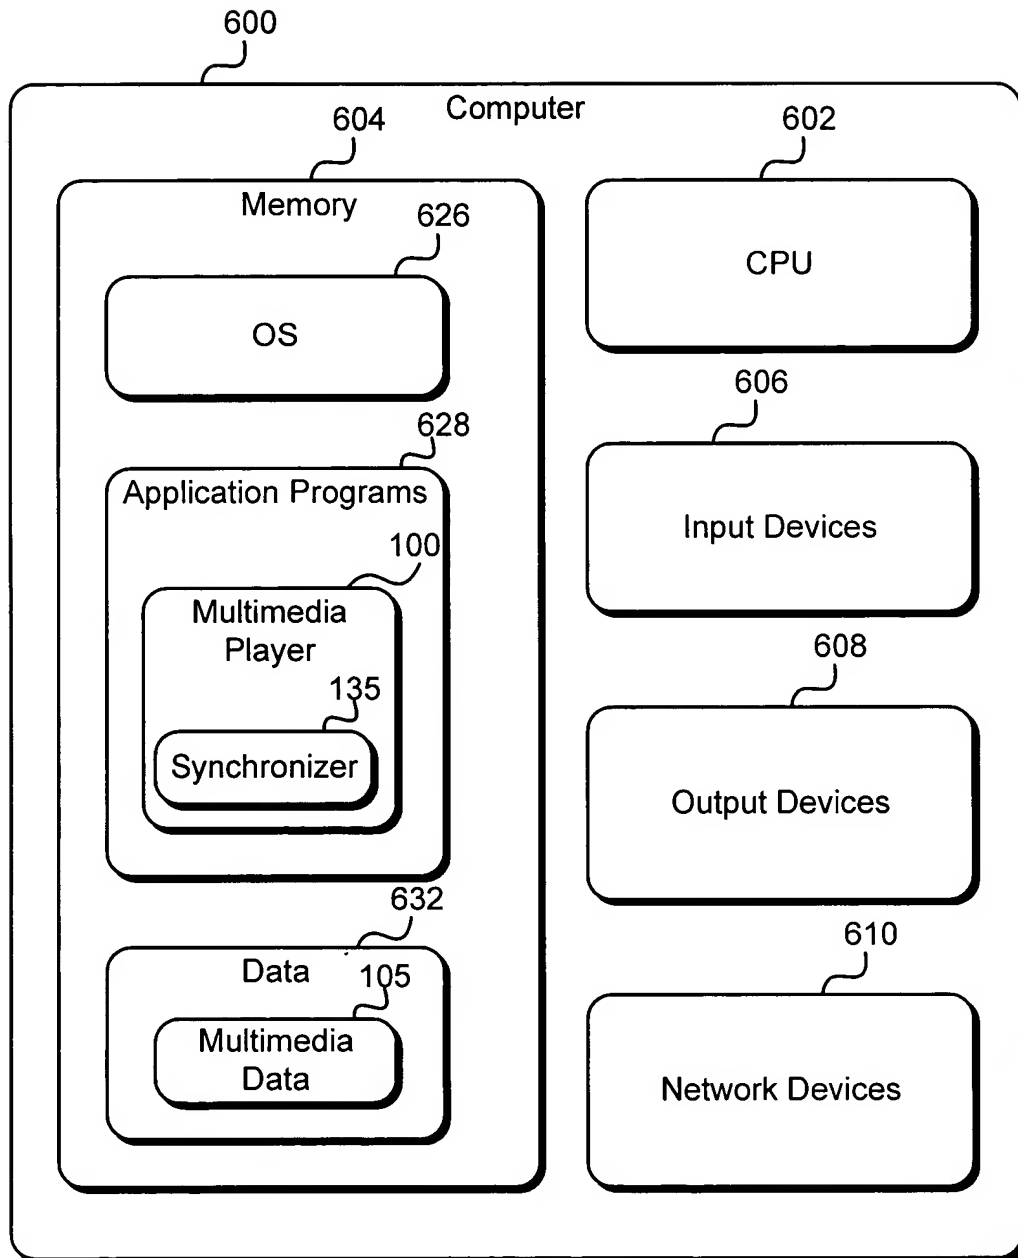 600
Computer
604
602
Memory
626
CPU
OS
606
628
Application Programs
Input Devices
100
Multimedia
Player
608
135
Synchronizer
Output Devices
632
610
Data
105
Multimedia
Data
Network Devices